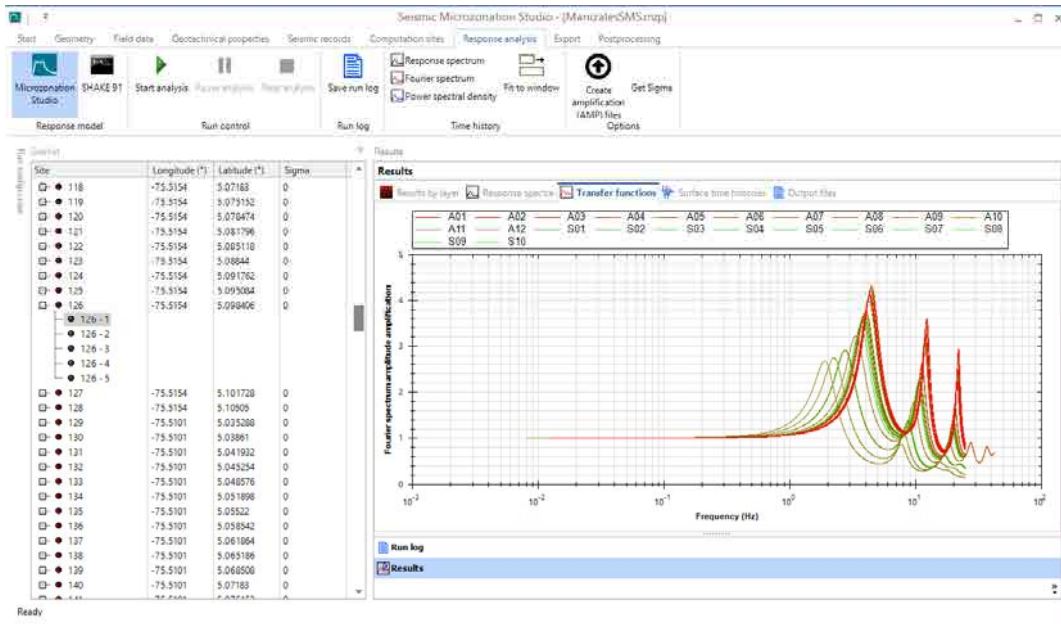 Seismic Microzonation Studio - [ManizalesSMS.mzp]
Start Geometry Field data Geotechnical properties Seismic records Computation sites Response analysis Export Postprocessing
Microzonation Studio
SHAKE 91
Start analysis
Save run log
Response spectrum
Fourier spectrum
Power spectral density
Fit to window
Create amplification (AMP) files
Get Sigma
Response model Run control Run log Time history Options
Results
Site Longitude (°) Latitude (°) Sigma
Results
Results by layer Response spectra Transfer functions Surface time histories Output files
118 -75.5154 5.07183 0
119 -75.5154 5.075152 0
120 -75.5154 5.078474 0
121 -75.5154 5.081796 0
122 -75.5154 5.085118 0
123 -75.5154 5.08844 0
124 -75.5154 5.091762 0
125 -75.5154 5.095084 0
126 -75.5154 5.098406 0
126 - 1
126 - 2
126 - 3
126 - 4
126 - 5
127 -75.5154 5.101728 0
128 -75.5154 5.10505 0
129 -75.5101 5.035288 0
130 -75.5101 5.03861 0
131 -75.5101 5.041932 0
132 -75.5101 5.045254 0
133 -75.5101 5.048576 0
134 -75.5101 5.051898 0
135 -75.5101 5.05522 0
136 -75.5101 5.058542 0
137 -75.5101 5.061864 0
138 -75.5101 5.065186 0
139 -75.5101 5.068508 0
140 -75.5101 5.07183 0
A01 A02 A03 A04 A05 A06 A07 A08 A09 A10
A11 A12 S01 S02 S03 S04 S05 S06 S07 S08
S09 S10
Fourier spectrum amplitude amplification
5
4
3
2
1
0
10⁻³ 10⁻² 10⁻¹ 10⁰ 10¹
Frequency (Hz)
Run log
Results
Ready